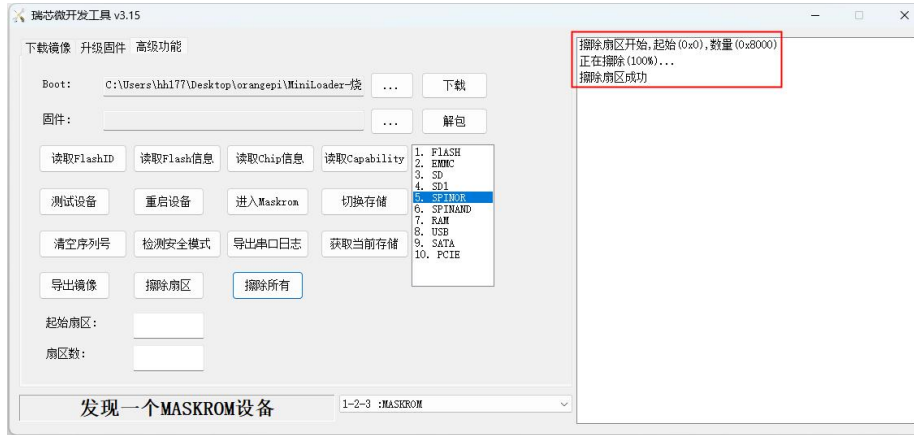 瑞芯微开发工具 v3.15
下载镜像 升级固件 高级功能
Boot: C:\Users\hh177\Desktop\orangepi\MiniLoader-烧 ... 下载
固件: ... 解包
读取FlashID 读取Flash信息 读取Chip信息 读取Capability
测试设备 重启设备 进入Maskrom 切换存储
清空序列号 检测安全模式 导出串口日志 获取当前存储
导出镜像 擦除扇区 擦除所有
1. FlASH
2. EMMC
3. SD
4. SD1
5. SPINOR
6. SPINAND
7. RAM
8. USB
9. SATA
10. PCIE
起始扇区:
扇区数:
发现一个MASKROM设备 1-2-3 :MASKROM
擦除扇区开始,起始(0x0),数量(0x8000)
正在擦除(100%)...
擦除扇区成功